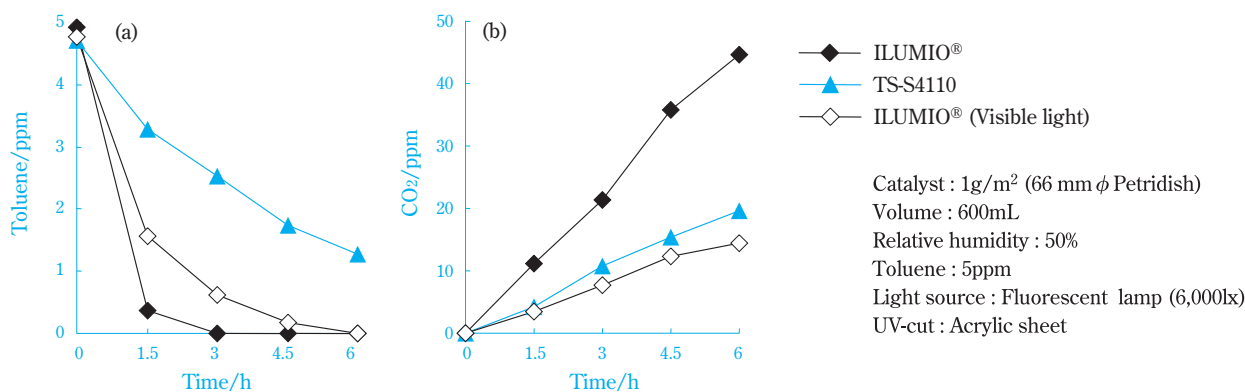 (a)
5
4
3
2
1
0
0
1.5
3
4.5
6
Toluene/ppm
Time/h
(b)
50
40
30
20
10
0
0
1.5
3
4.5
6
CO₂/ppm
Time/h
ILUMIO®
TS-S4110
ILUMIO® (Visible light)
Catalyst : 1g/m² (66 mm ϕ Petridish)
Volume : 600mL
Relative humidity : 50%
Toluene : 5ppm
Light source : Fluorescent lamp (6,000lx)
UV-cut : Acrylic sheet